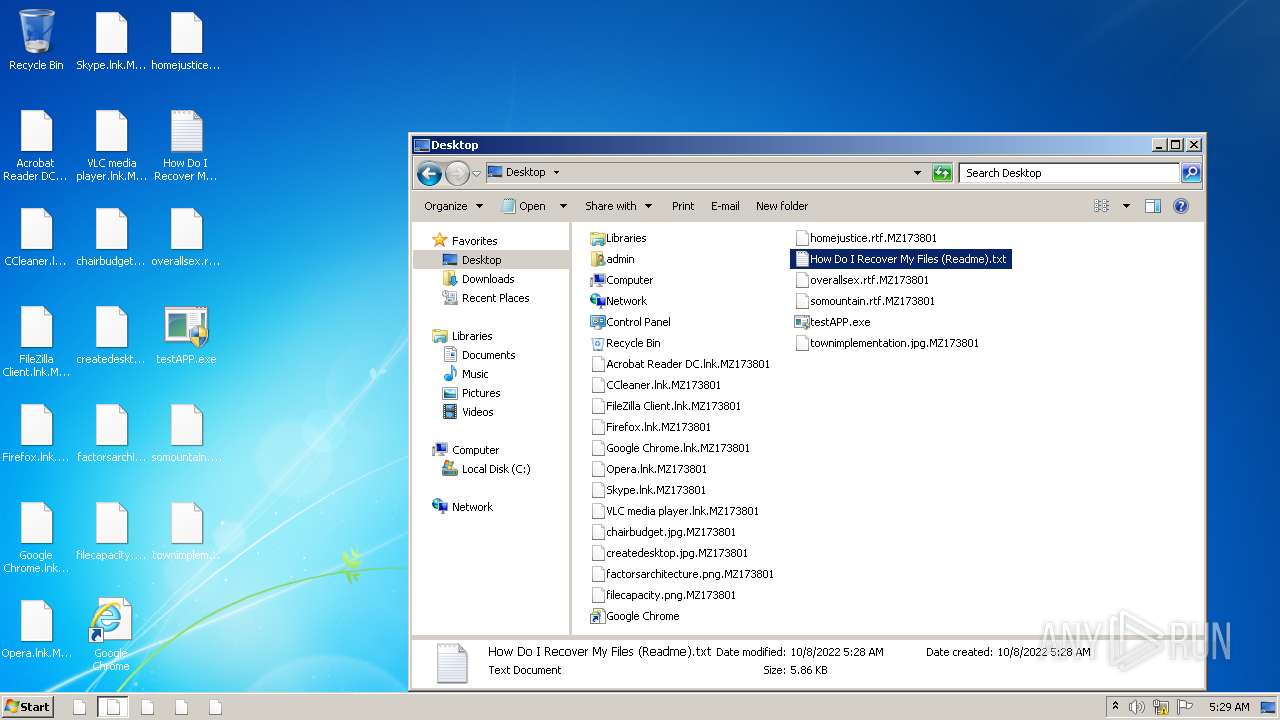 Recycle Bin
Skype.lnk.M...
homejustice...
Acrobat
Reader DC....
VLC media
player.lnk.M...
How Do I
Recover M...
CCleaner.l...
chairbudget...
overallsex.r...
FileZilla
Client.lnk.M...
createdeskt...
testAPP.exe
Firefox.lnk....
factorsarchi...
somountain....
Google
Chrome.lnk...
filecapacity....
townimplem...
Opera.lnk.M...
Google
Chrome
Desktop
Desktop
Search Desktop
Organize
Open
Share with
Print
E-mail
New folder
Favorites
Desktop
Downloads
Recent Places
Libraries
Documents
Music
Pictures
Videos
Computer
Local Disk (C:)
Network
Libraries
admin
Computer
Network
Control Panel
Recycle Bin
Acrobat Reader DC.lnk.MZ173801
CCleaner.lnk.MZ173801
FileZilla Client.lnk.MZ173801
Firefox.lnk.MZ173801
Google Chrome.lnk.MZ173801
Opera.lnk.MZ173801
Skype.lnk.MZ173801
VLC media player.lnk.MZ173801
chairbudget.jpg.MZ173801
createdesktop.jpg.MZ173801
factorsarchitecture.png.MZ173801
filecapacity.png.MZ173801
Google Chrome
homejustice.rtf.MZ173801
How Do I Recover My Files (Readme).txt
overallsex.rtf.MZ173801
somountain.rtf.MZ173801
testAPP.exe
townimplementation.jpg.MZ173801
How Do I Recover My Files (Readme).txt Date modified: 10/8/2022 5:28 AM Date created: 10/8/2022 5:28 AM
Text Document Size: 5.86 KB
ANY RUN
Start
5:29 AM